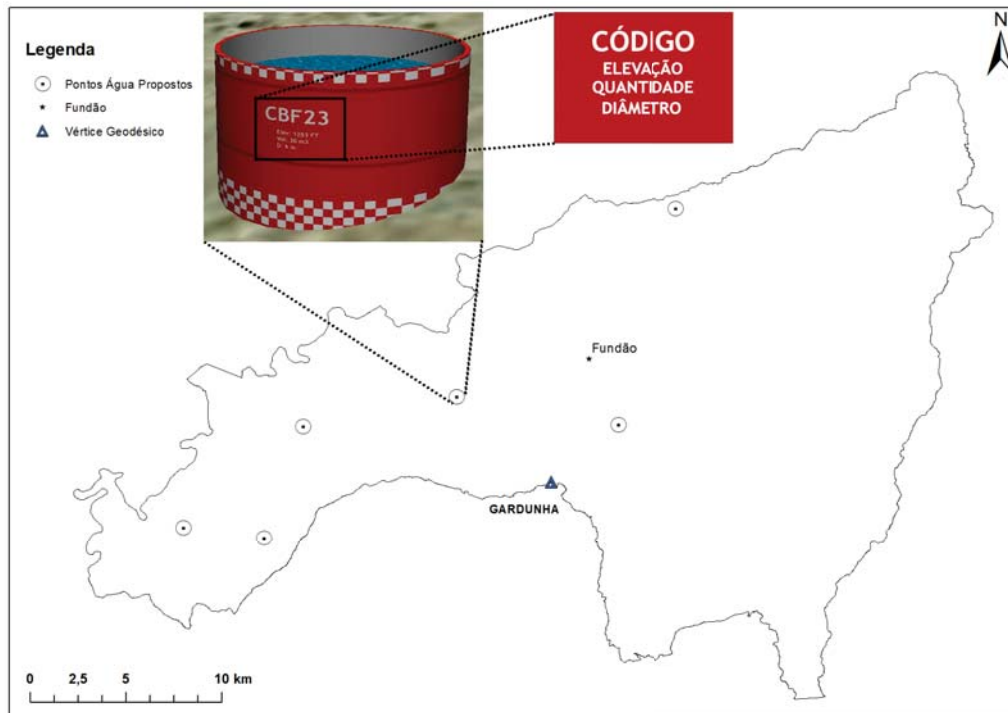 Legenda
Pontos Água Propostos
Fundão
Vértice Geodésico
CBF23
CÓDIGO
ELEVAÇÃO
QUANTIDADE
DIÂMETRO
N
Fundão
GARDUNHA
0 2,5 5 10 km